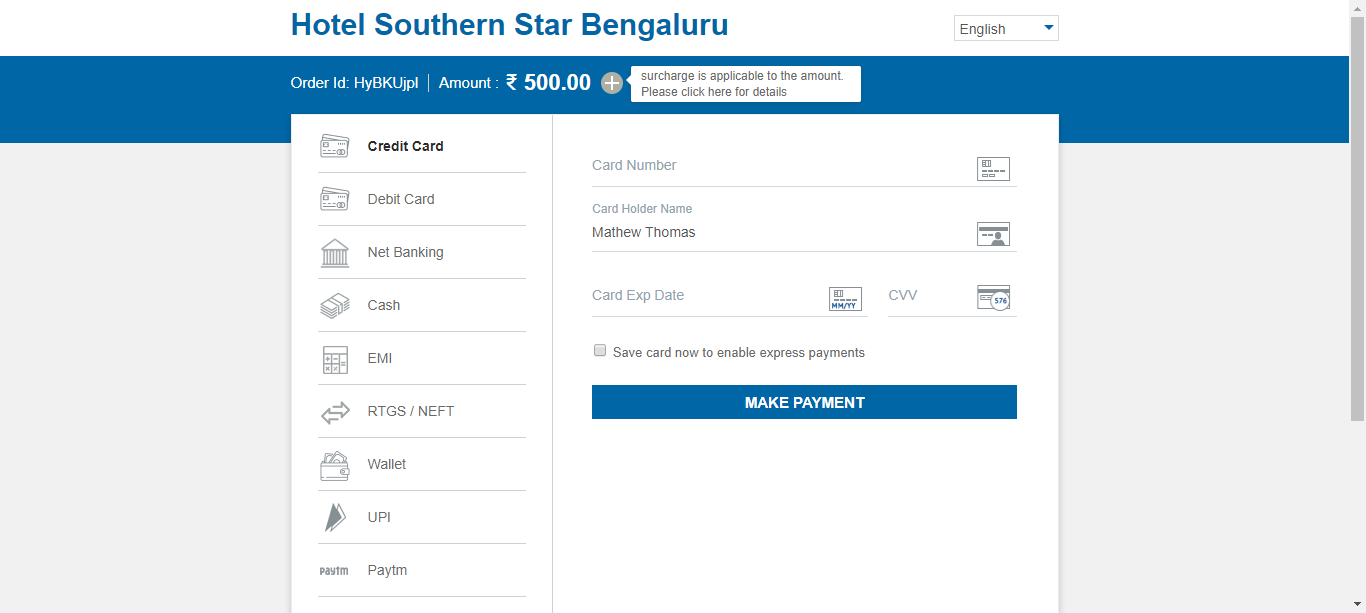 Hotel Southern Star Bengaluru
English
Order Id: HyBKUjpl | Amount : ₹ 500.00
surcharge is applicable to the amount.
Please click here for details
Credit Card
Debit Card
Net Banking
Cash
EMI
RTGS / NEFT
Wallet
UPI
Paytm
Paytm
Card Number
Card Holder Name
Mathew Thomas
Card Exp Date
MM/YY
CVV
576
Save card now to enable express payments
MAKE PAYMENT